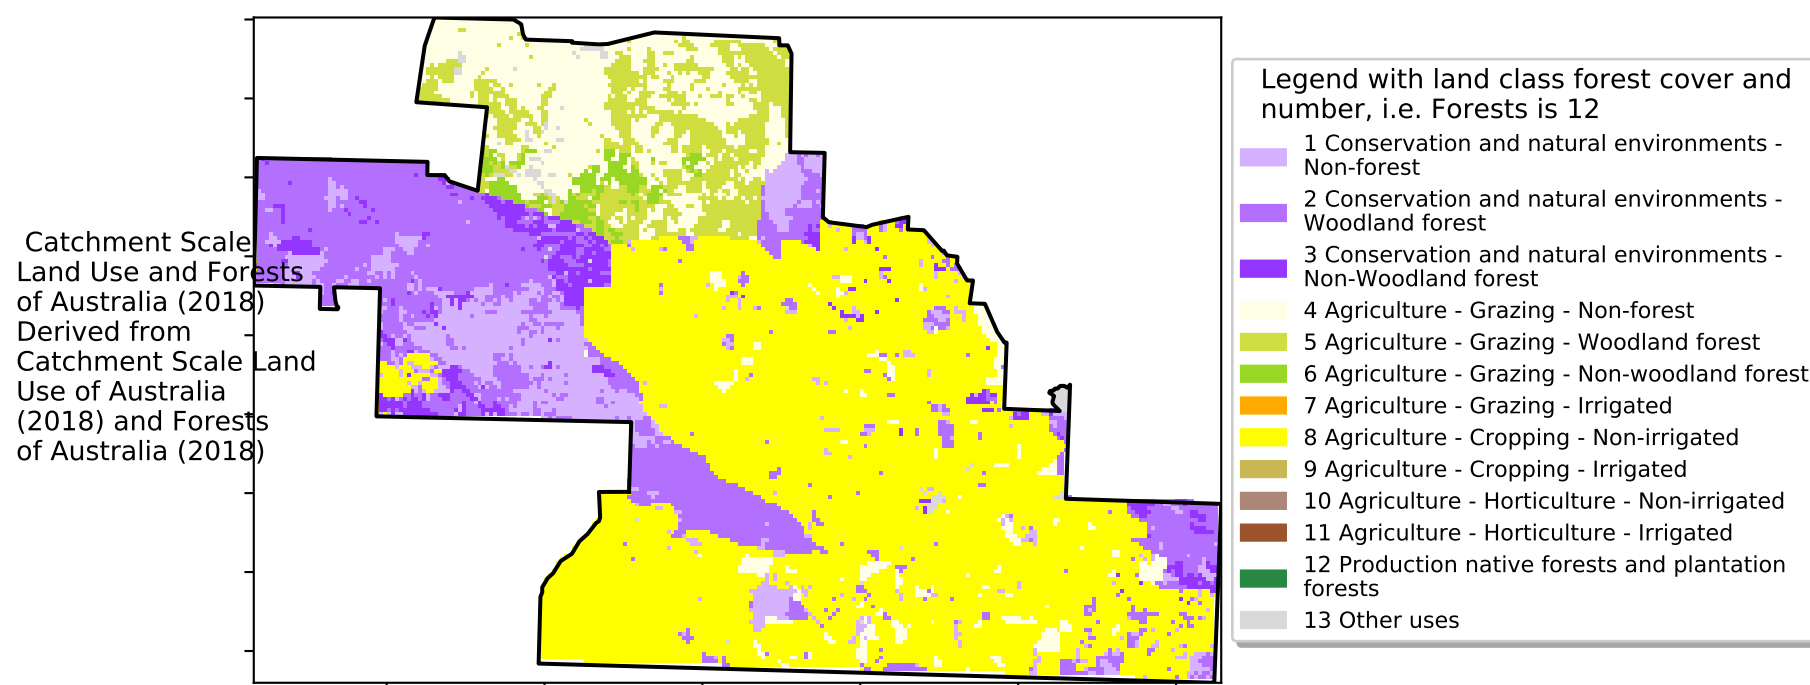 Catchment Scale
Land Use and Forests
of Australia (2018)
Derived from
Catchment Scale Land
Use of Australia
(2018) and Forests
of Australia (2018)
Legend with land class forest cover and
number, i.e. Forests is 12
1 Conservation and natural environments -
Non-forest
2 Conservation and natural environments -
Woodland forest
3 Conservation and natural environments -
Non-Woodland forest
4 Agriculture - Grazing - Non-forest
5 Agriculture - Grazing - Woodland forest
6 Agriculture - Grazing - Non-woodland forest
7 Agriculture - Grazing - Irrigated
8 Agriculture - Cropping - Non-irrigated
9 Agriculture - Cropping - Irrigated
10 Agriculture - Horticulture - Non-irrigated
11 Agriculture - Horticulture - Irrigated
12 Production native forests and plantation
forests
13 Other uses